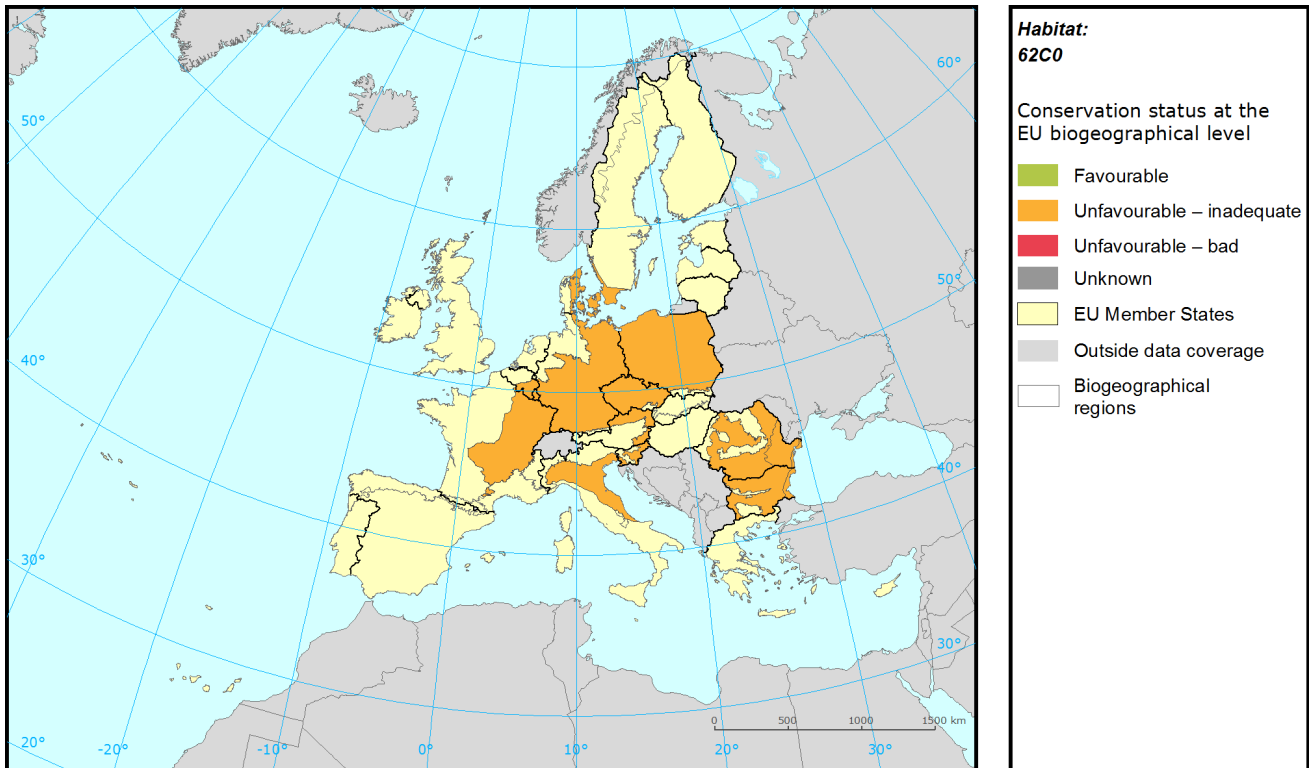 Habitat:
62C0
Conservation status at the
EU biogeographical level
Favourable
Unfavourable – inadequate
Unfavourable – bad
Unknown
EU Member States
Outside data coverage
Biogeographical
regions
60°
50°
50°
40°
40°
30°
30°
20°
-20°
-10°
0°
10°
20°
30°
0 500 1000 1500 km